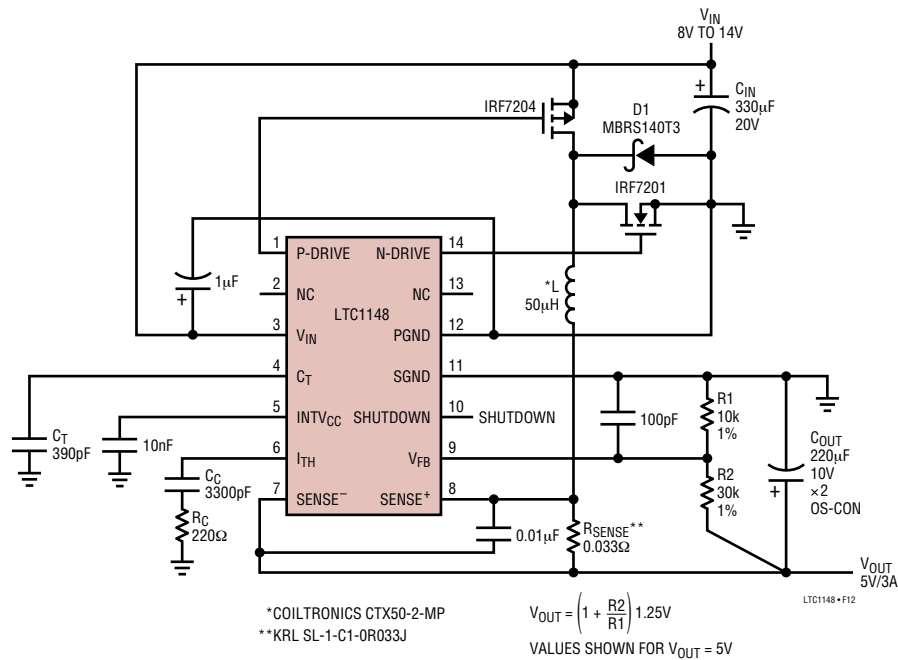 V_IN
8V TO 14V
C_IN
330µF
20V
+
IRF7204
D1
MBRS140T3
IRF7201
1µF
+
1 P-DRIVE N-DRIVE 14
2 NC NC 13
LTC1148
3 V_IN PGND 12
4 C_T SGND 11
5 INTV_CC SHUTDOWN 10 SHUTDOWN
6 I_TH V_FB 9
7 SENSE⁻ SENSE⁺ 8
*L
50µH
C_T
390pF
10nF
C_C
3300pF
R_C
220Ω
100pF
R1
10k
1%
R2
30k
1%
C_OUT
220µF
10V
×2
OS-CON
+
0.01µF
R_SENSE**
0.033Ω
V_OUT
5V/3A
LTC1148 • F12
*COILTRONICS CTX50-2-MP
**KRL SL-1-C1-0R033J
V_OUT = (1 + R2/R1) 1.25V
VALUES SHOWN FOR V_OUT = 5V